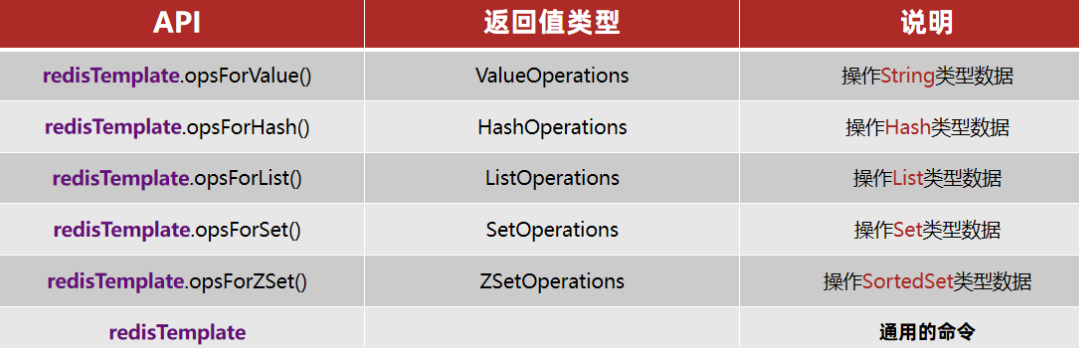 API 返回值类型 说明
redisTemplate.opsForValue() ValueOperations 操作String类型数据
redisTemplate.opsForHash() HashOperations 操作Hash类型数据
redisTemplate.opsForList() ListOperations 操作List类型数据
redisTemplate.opsForSet() SetOperations 操作Set类型数据
redisTemplate.opsForZSet() ZSetOperations 操作SortedSet类型数据
redisTemplate 通用的命令